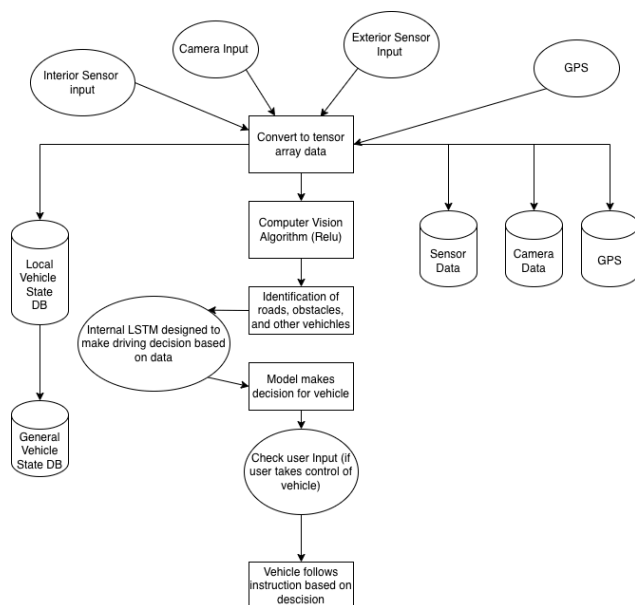 Camera Input
Exterior Sensor
Input
Interior Sensor
input
GPS
Convert to tensor
array data
Computer Vision
Algorithm (Relu)
Local
Vehicle
State
DB
Sensor
Data
Camera
Data
GPS
Identification of
roads, obstacles,
and other vehichles
Internal LSTM designed to
make driving decision based
on data
Model makes
decision for vehicle
General
Vehicle
State DB
Check user Input (if
user takes control of
vehicle)
Vehicle follows
instruction based on
descision